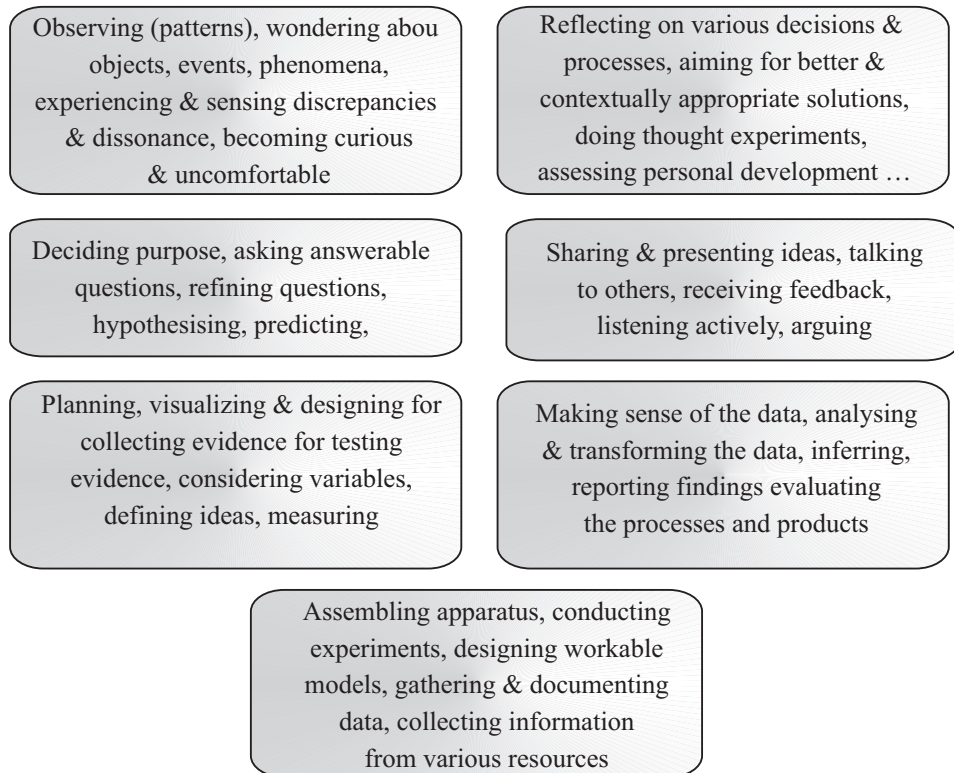 Observing (patterns), wondering abou
objects, events, phenomena,
experiencing & sensing discrepancies
& dissonance, becoming curious
& uncomfortable
Reflecting on various decisions &
processes, aiming for better &
contextually appropriate solutions,
doing thought experiments,
assessing personal development …
Deciding purpose, asking answerable
questions, refining questions,
hypothesising, predicting,
Sharing & presenting ideas, talking
to others, receiving feedback,
listening actively, arguing
Planning, visualizing & designing for
collecting evidence for testing
evidence, considering variables,
defining ideas, measuring
Making sense of the data, analysing
& transforming the data, inferring,
reporting findings evaluating
the processes and products
Assembling apparatus, conducting
experiments, designing workable
models, gathering & documenting
data, collecting information
from various resources